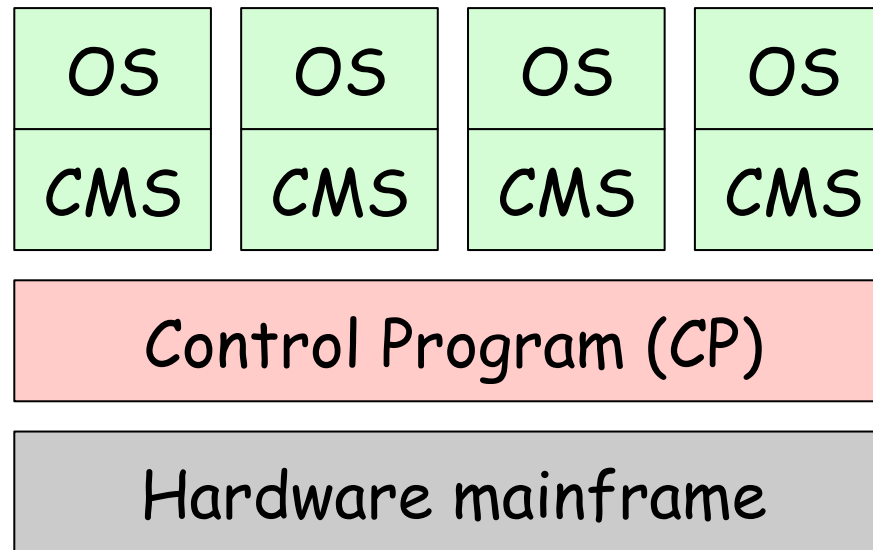 OS OS OS OS
CMS CMS CMS CMS
Control Program (CP)
Hardware mainframe